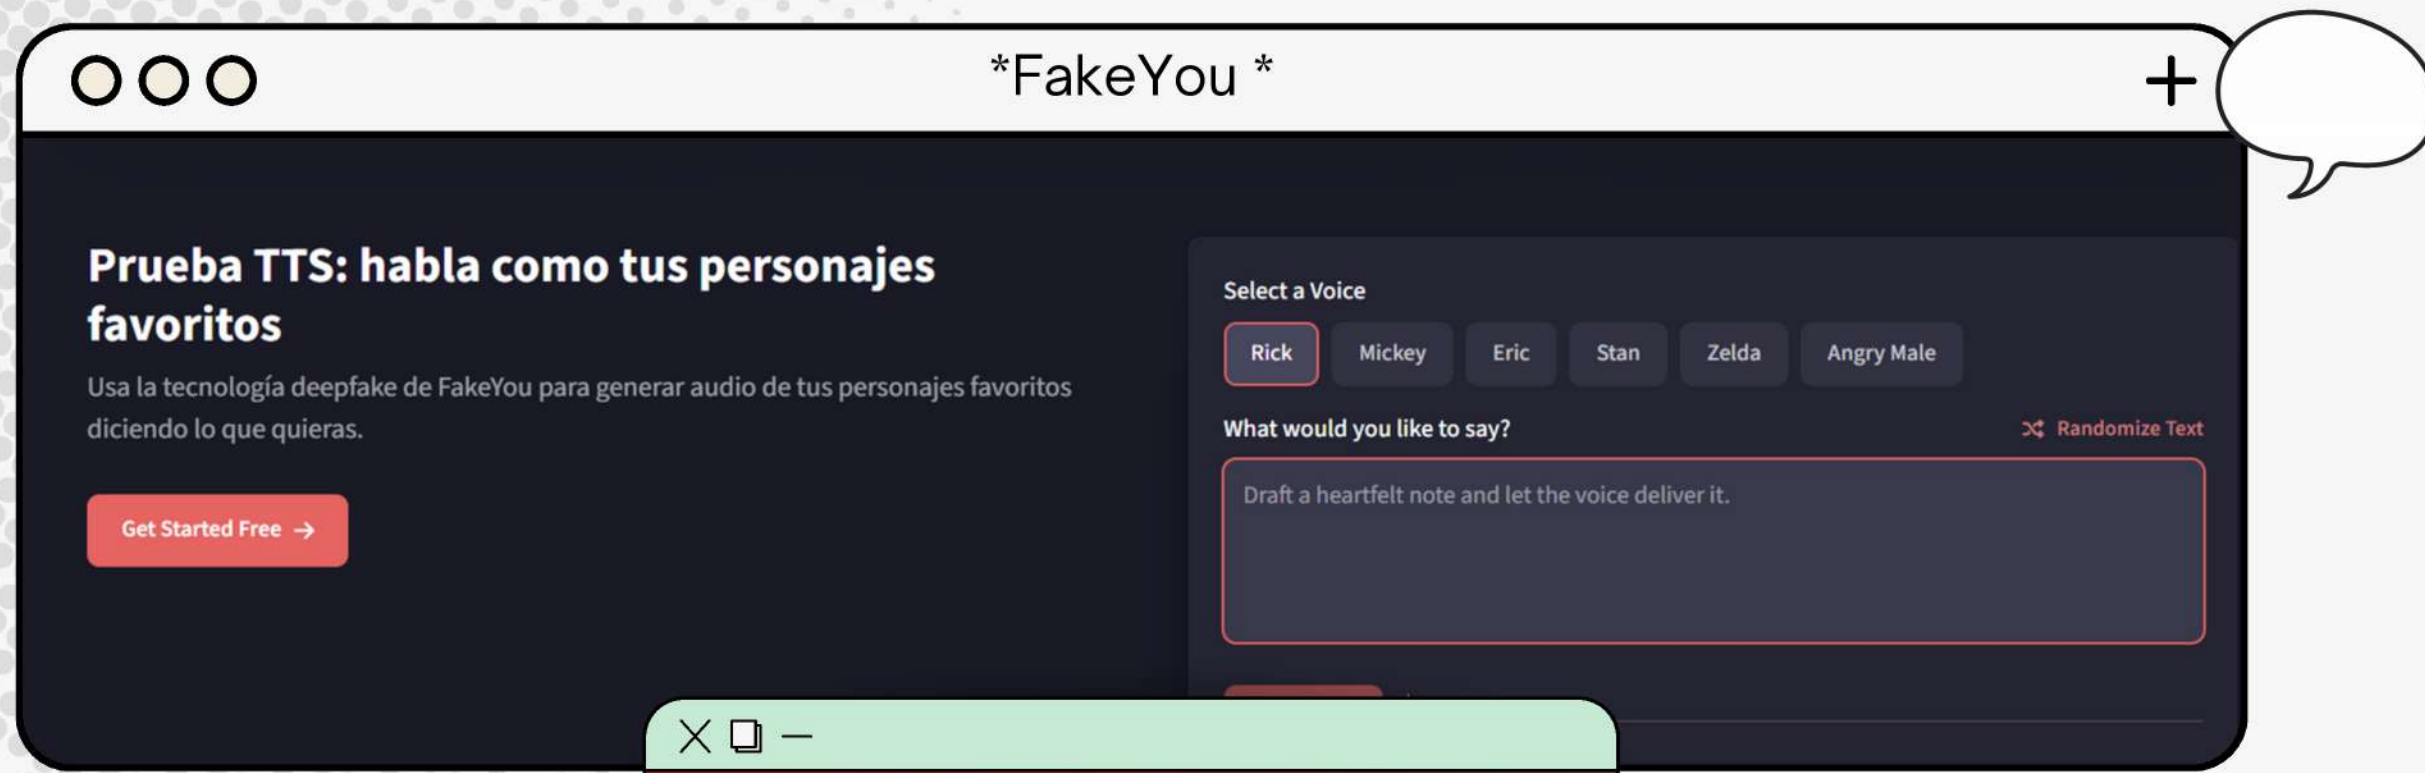 *FakeYou *
Prueba TTS: habla como tus personajes
favoritos
Usa la tecnología deepfake de FakeYou para generar audio de tus personajes favoritos
diciendo lo que quieras.
Get Started Free →
Select a Voice
Rick Mickey Eric Stan Zelda Angry Male
What would you like to say? Randomize Text
Draft a heartfelt note and let the voice deliver it.